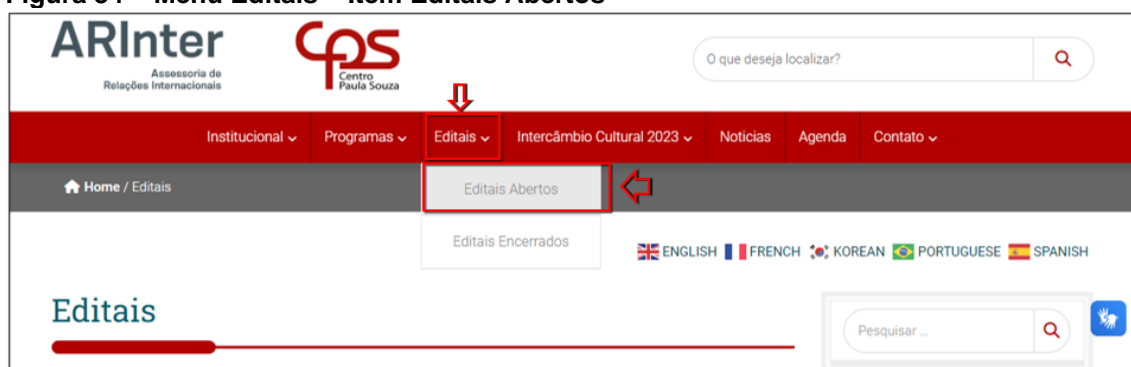 Figura 31 – Menu Editais – Item Editais Abertos
ARInter
Assessoria de
Relações Internacionais
cps
Centro
Paula Souza
O que deseja localizar?
Institucional Programas Editais Intercâmbio Cultural 2023 Noticias Agenda Contato
Home / Editais
Editais Abertos
Editais Encerrados
ENGLISH FRENCH KOREAN PORTUGUESE SPANISH
Editais
Pesquisar ...